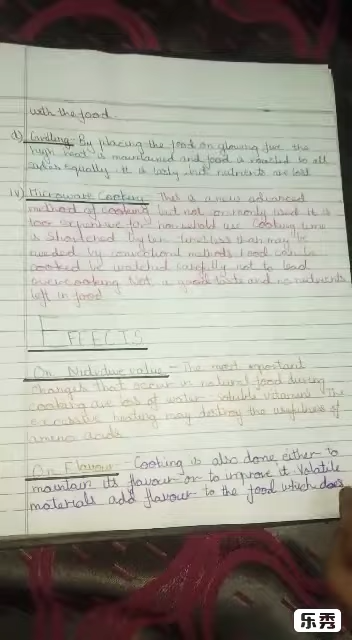 with the food.
d) Grilling - By placing the food on glowing fire the
high heat is maintained and food is roasted to all
sides equally. It is tasty but nutrients are lost
iv) Microwave Cooking - This is a new advanced
method of cooking but not commonly used it is
too expensive for household use Cooking time
is shortened by ten times less than may be
needed by conventional methods Food can be
cooked be watched carefully not to lead
overcooking Not a good taste and no nutrients
left in food
EFFECTS
On Nutritive value - The most important
changes that occur in natural food during
cooking are loss of water soluble vitamins. The
excessive heating may destroy the usefulness of
amino acids.
On Flavour - Cooking is also done either to
maintain its flavour or to improve it Volatile
materials add flavour to the food which does
乐秀